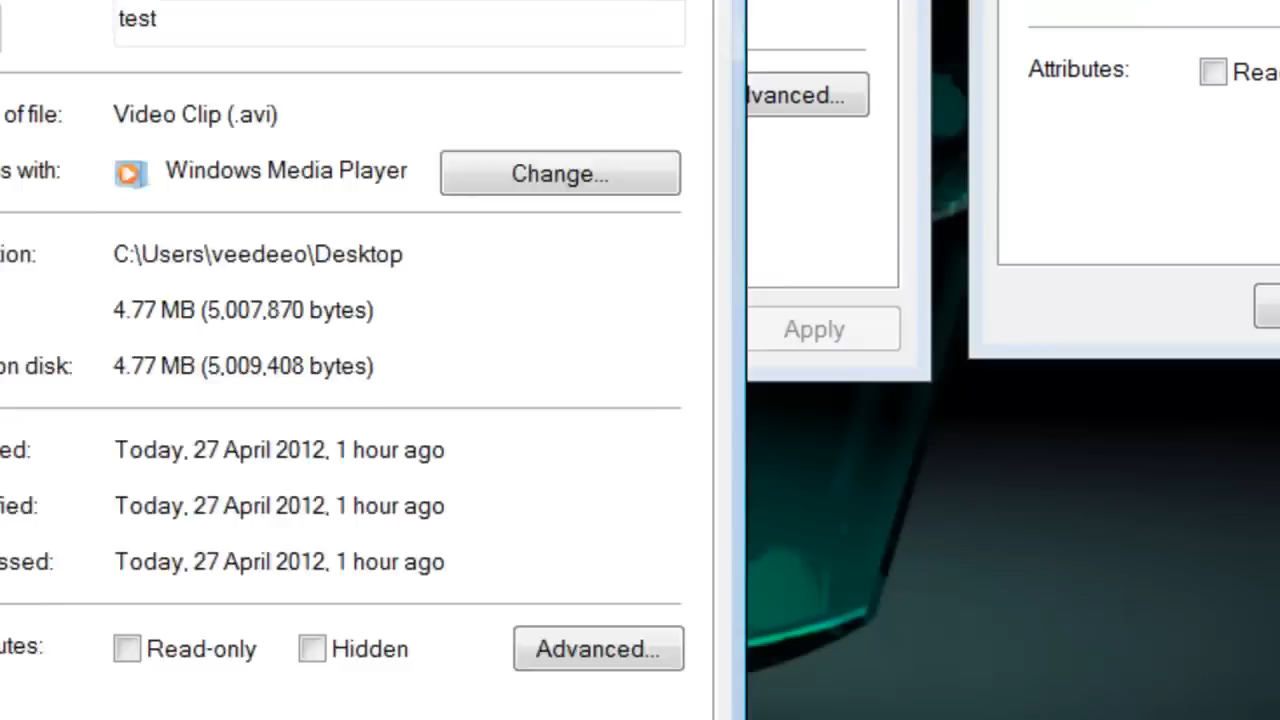 test
of file: Video Clip (.avi)
s with: Windows Media Player Change...
tion: C:\Users\veedeeo\Desktop
4.77 MB (5,007,870 bytes)
on disk: 4.77 MB (5,009,408 bytes)
ed: Today, 27 April 2012, 1 hour ago
fied: Today, 27 April 2012, 1 hour ago
ssed: Today, 27 April 2012, 1 hour ago
utes: Read-only Hidden Advanced...
dvanced...
Apply
Attributes: Rea